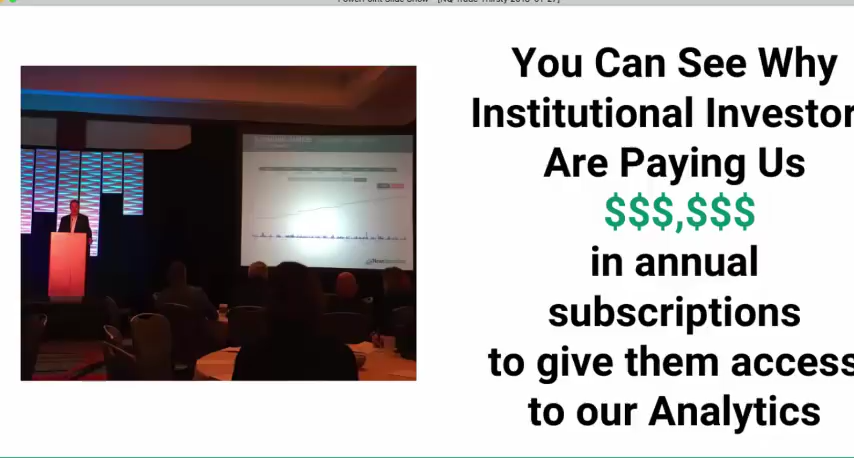 You Can See Why
Institutional Investor
Are Paying Us
$$$,$$$
in annual
subscriptions
to give them access
to our Analytics